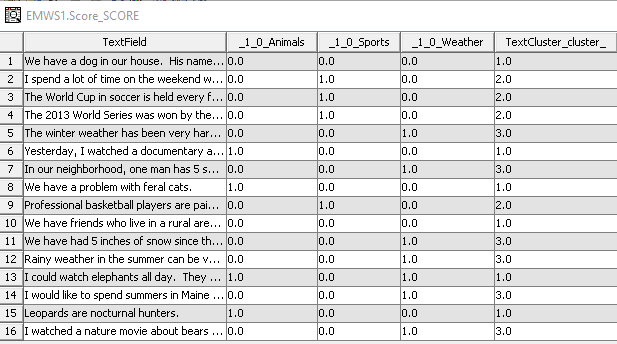 EMWS1.Score_SCORE
TextField _1_0_Animals _1_0_Sports _1_0_Weather TextCluster_cluster_
1 We have a dog in our house.  His name... 0.0 0.0 0.0 1.0
2 I spend a lot of time on the weekend w... 0.0 1.0 0.0 2.0
3 The World Cup in soccer is held every f... 0.0 1.0 0.0 2.0
4 The 2013 World Series was won by the... 0.0 1.0 0.0 2.0
5 The winter weather has been very har... 0.0 0.0 1.0 3.0
6 Yesterday, I watched a documentary a... 1.0 0.0 0.0 1.0
7 In our neighborhood, one man has 5 s... 0.0 0.0 1.0 3.0
8 We have a problem with feral cats. 1.0 0.0 0.0 1.0
9 Professional basketball players are pai... 0.0 1.0 0.0 2.0
10 We have friends who live in a rural are... 0.0 0.0 0.0 1.0
11 We have had 5 inches of snow since th... 0.0 0.0 1.0 3.0
12 Rainy weather in the summer can be v... 0.0 0.0 1.0 3.0
13 I could watch elephants all day.  They ... 1.0 0.0 0.0 1.0
14 I would like to spend summers in Maine ... 0.0 0.0 1.0 3.0
15 Leopards are nocturnal hunters. 1.0 0.0 0.0 1.0
16 I watched a nature movie about bears ... 0.0 0.0 1.0 3.0